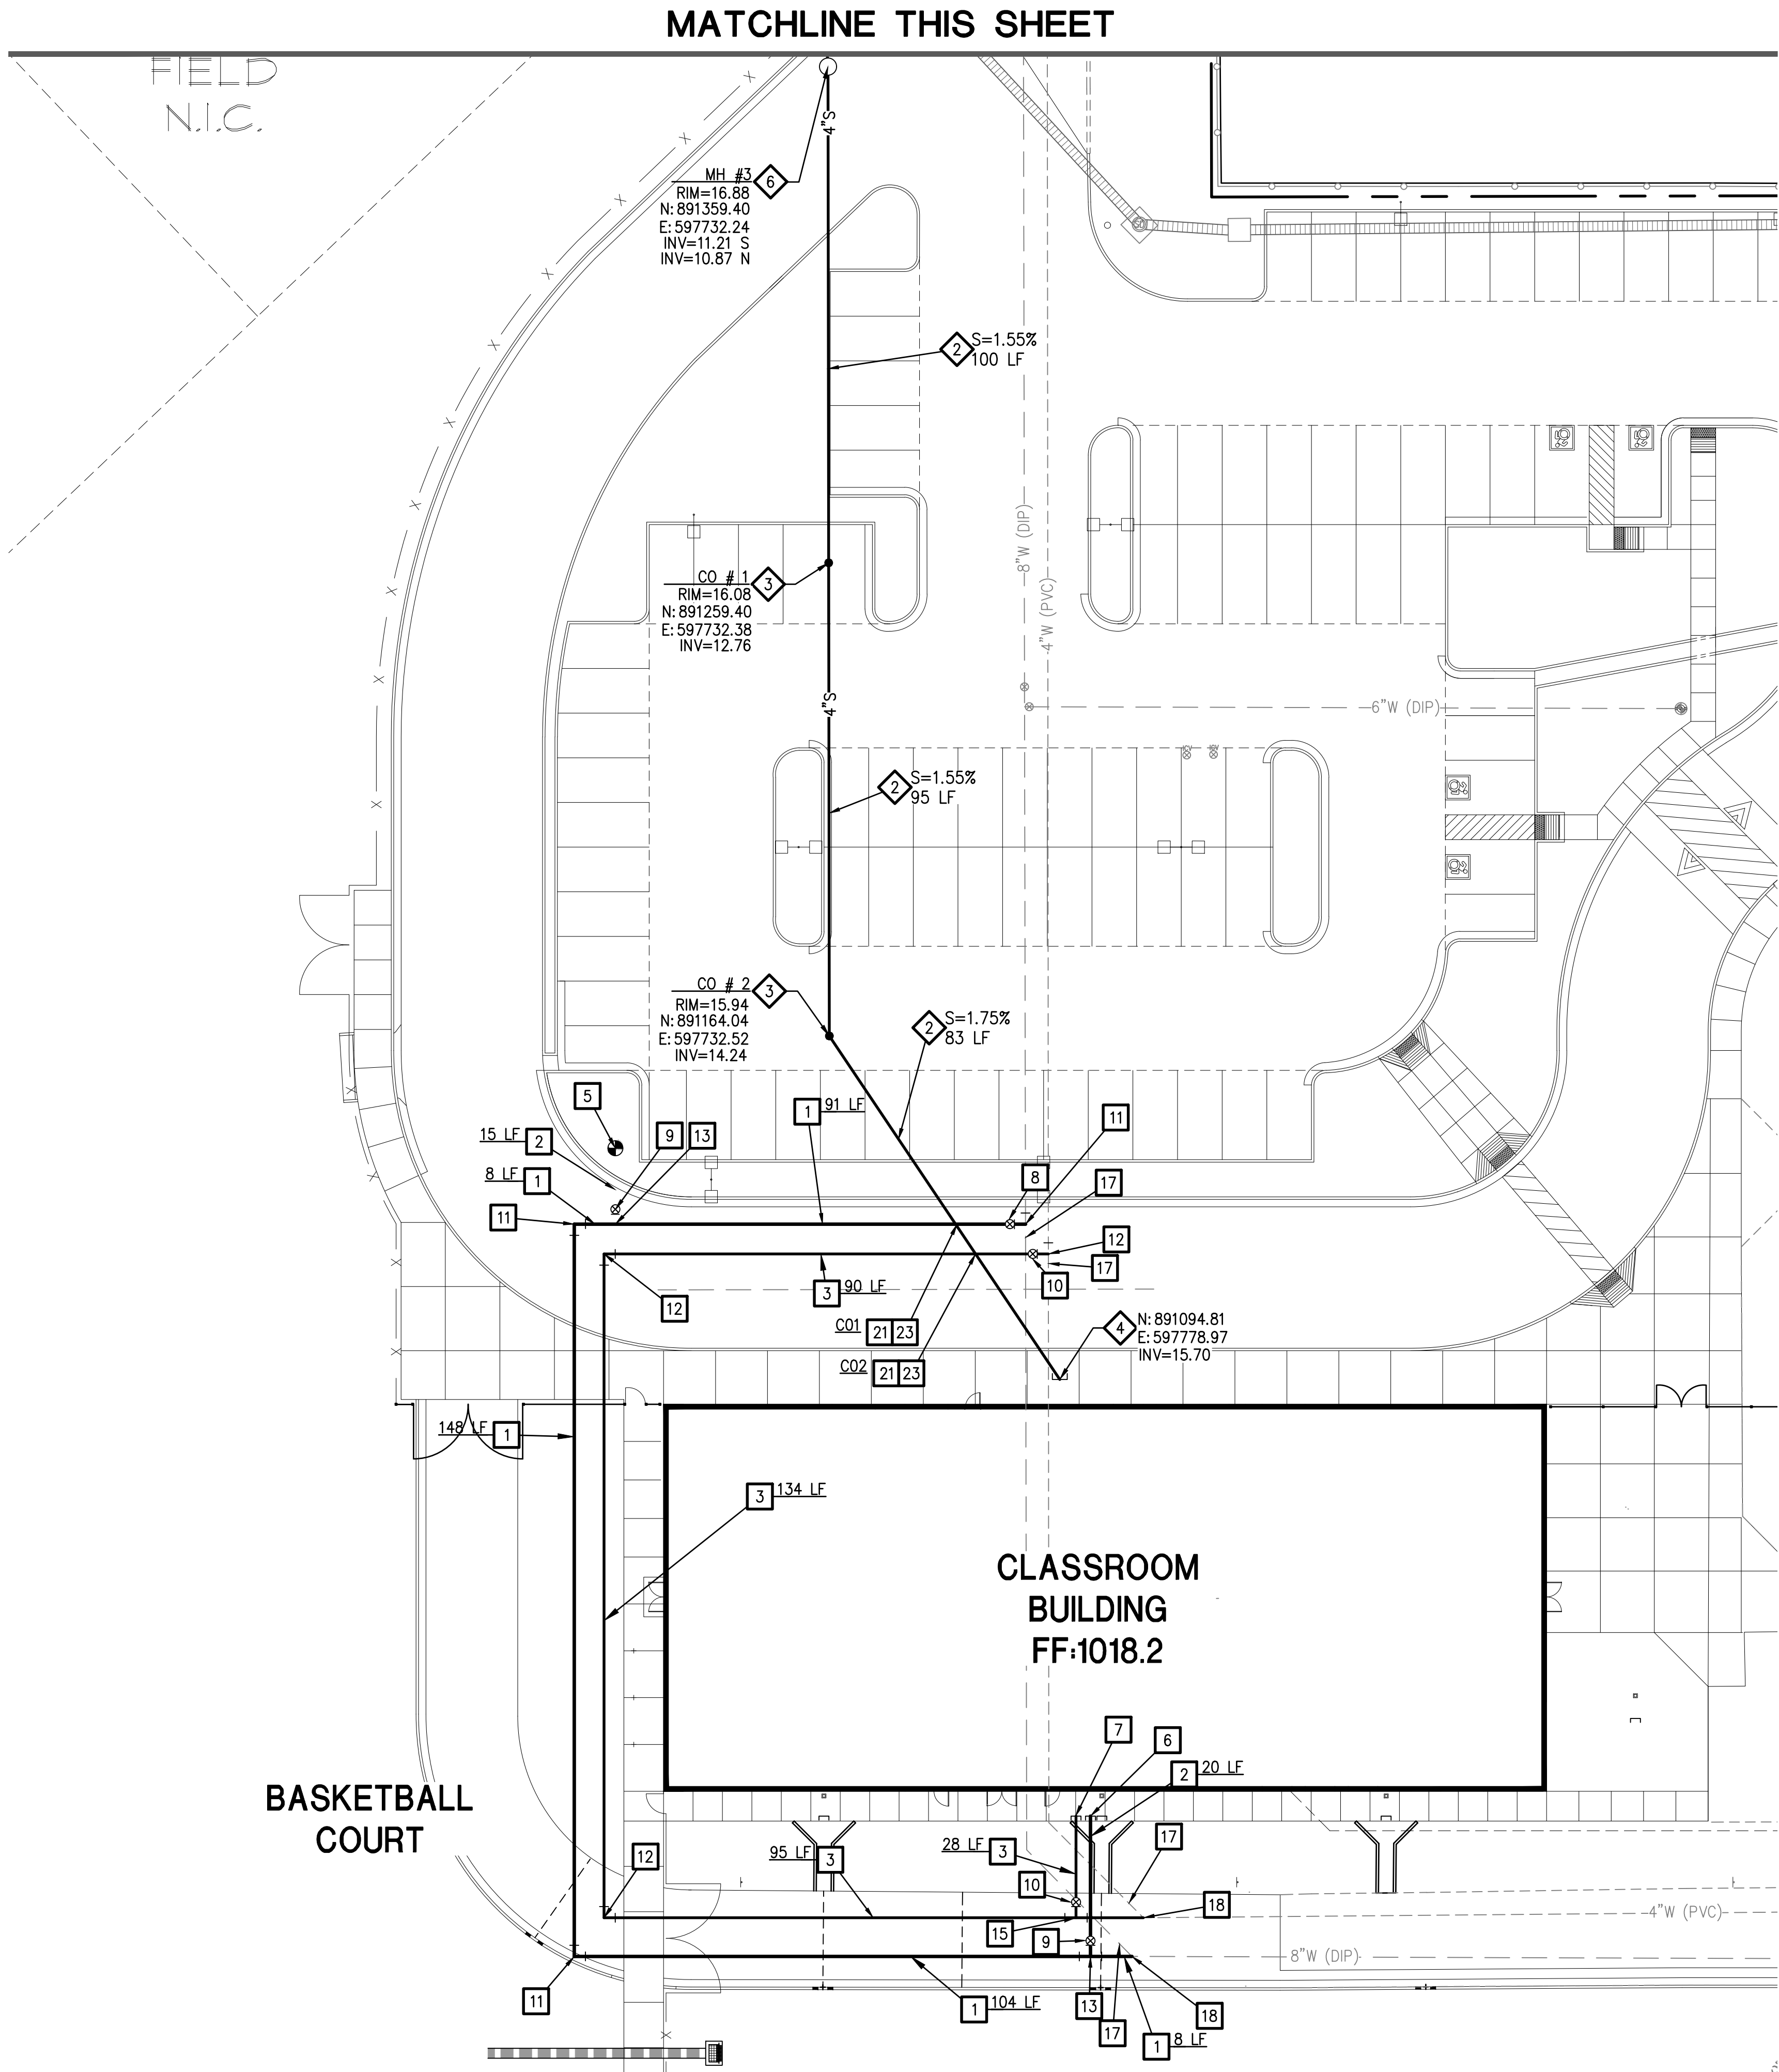 MATCHLINE THIS SHEET
FIELD
N.I.C.
4"S
MH #3
6
RIM=16.88
N: 891359.40
E: 597732.24
INV=11.21 S
INV=10.87 N
2
S=1.55%
100 LF
8"W (DIP)
4"W (PVC)
CO # 1
3
RIM=16.08
N: 891259.40
E: 597732.38
INV=12.76
4"S
6"W (DIP)
2
S=1.55%
95 LF
CO # 2
3
RIM=15.94
N: 891164.04
E: 597732.52
INV=14.24
2
S=1.75%
83 LF
5
1
91 LF
11
15 LF
2
9
13
8 LF
1
8
17
11
12
17
10
3
90 LF
12
CO1
21
23
4
N: 891094.81
E: 597778.97
INV=15.70
CO2
21
23
148 LF
1
3
134 LF
CLASSROOM
BUILDING
FF:1018.2
7
6
2
20 LF
BASKETBALL
COURT
12
95 LF
3
28 LF
3
17
10
18
4"W (PVC)
15
9
8"W (DIP)
11
1
104 LF
13
17
18
1
8 LF